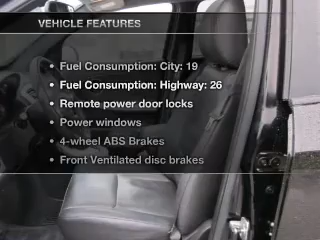 VEHICLE FEATURES
• Fuel Consumption: City: 19
• Fuel Consumption: Highway: 26
• Remote power door locks
• Power windows
• 4-wheel ABS Brakes
• Front Ventilated disc brakes